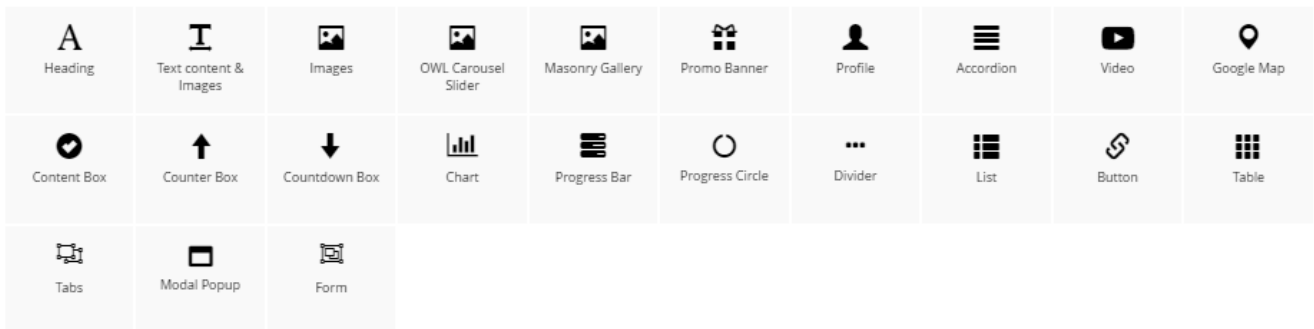 Heading
Text content &
Images
Images
OWL Carousel
Slider
Masonry Gallery
Promo Banner
Profile
Accordion
Video
Google Map
Content Box
Counter Box
Countdown Box
Chart
Progress Bar
Progress Circle
Divider
List
Button
Table
Tabs
Modal Popup
Form